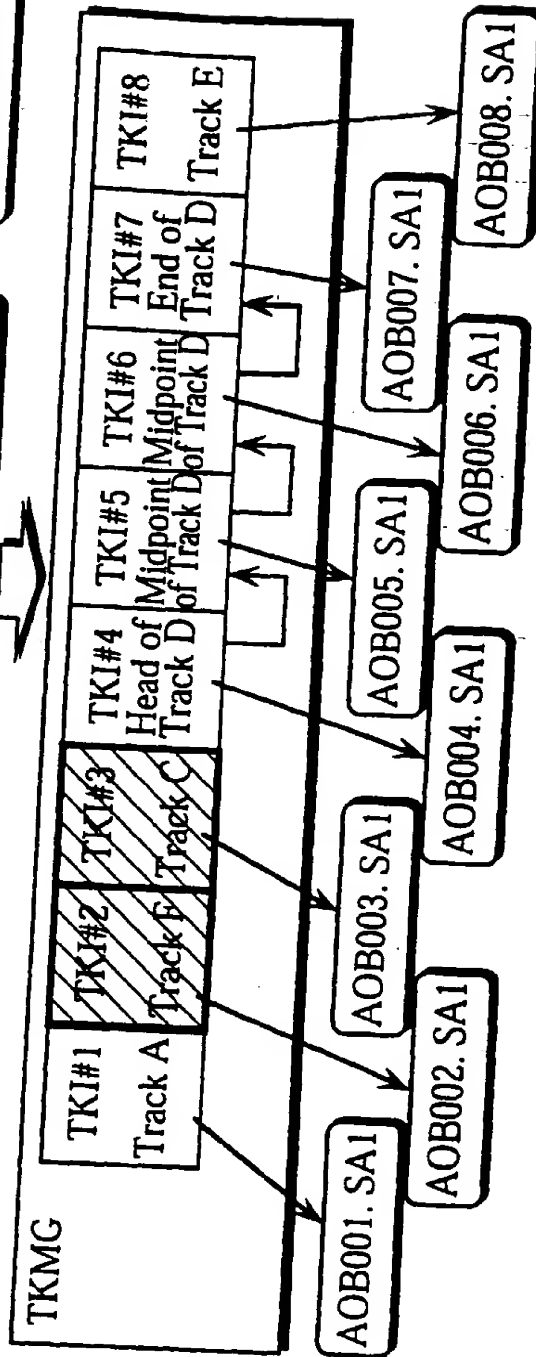 TKMG
TKI#1
Track A
TKI#2
Track F
TKI#3
Track C
TKI#4
Head of
Track D
TKI#5
Midpoint
of Track D
TKI#6
Midpoint
of Track D
TKI#7
End of
Track D
TKI#8
Track E
AOB001. SA1
AOB002. SA1
AOB003. SA1
AOB004. SA1
AOB005. SA1
AOB006. SA1
AOB007. SA1
AOB008. SA1